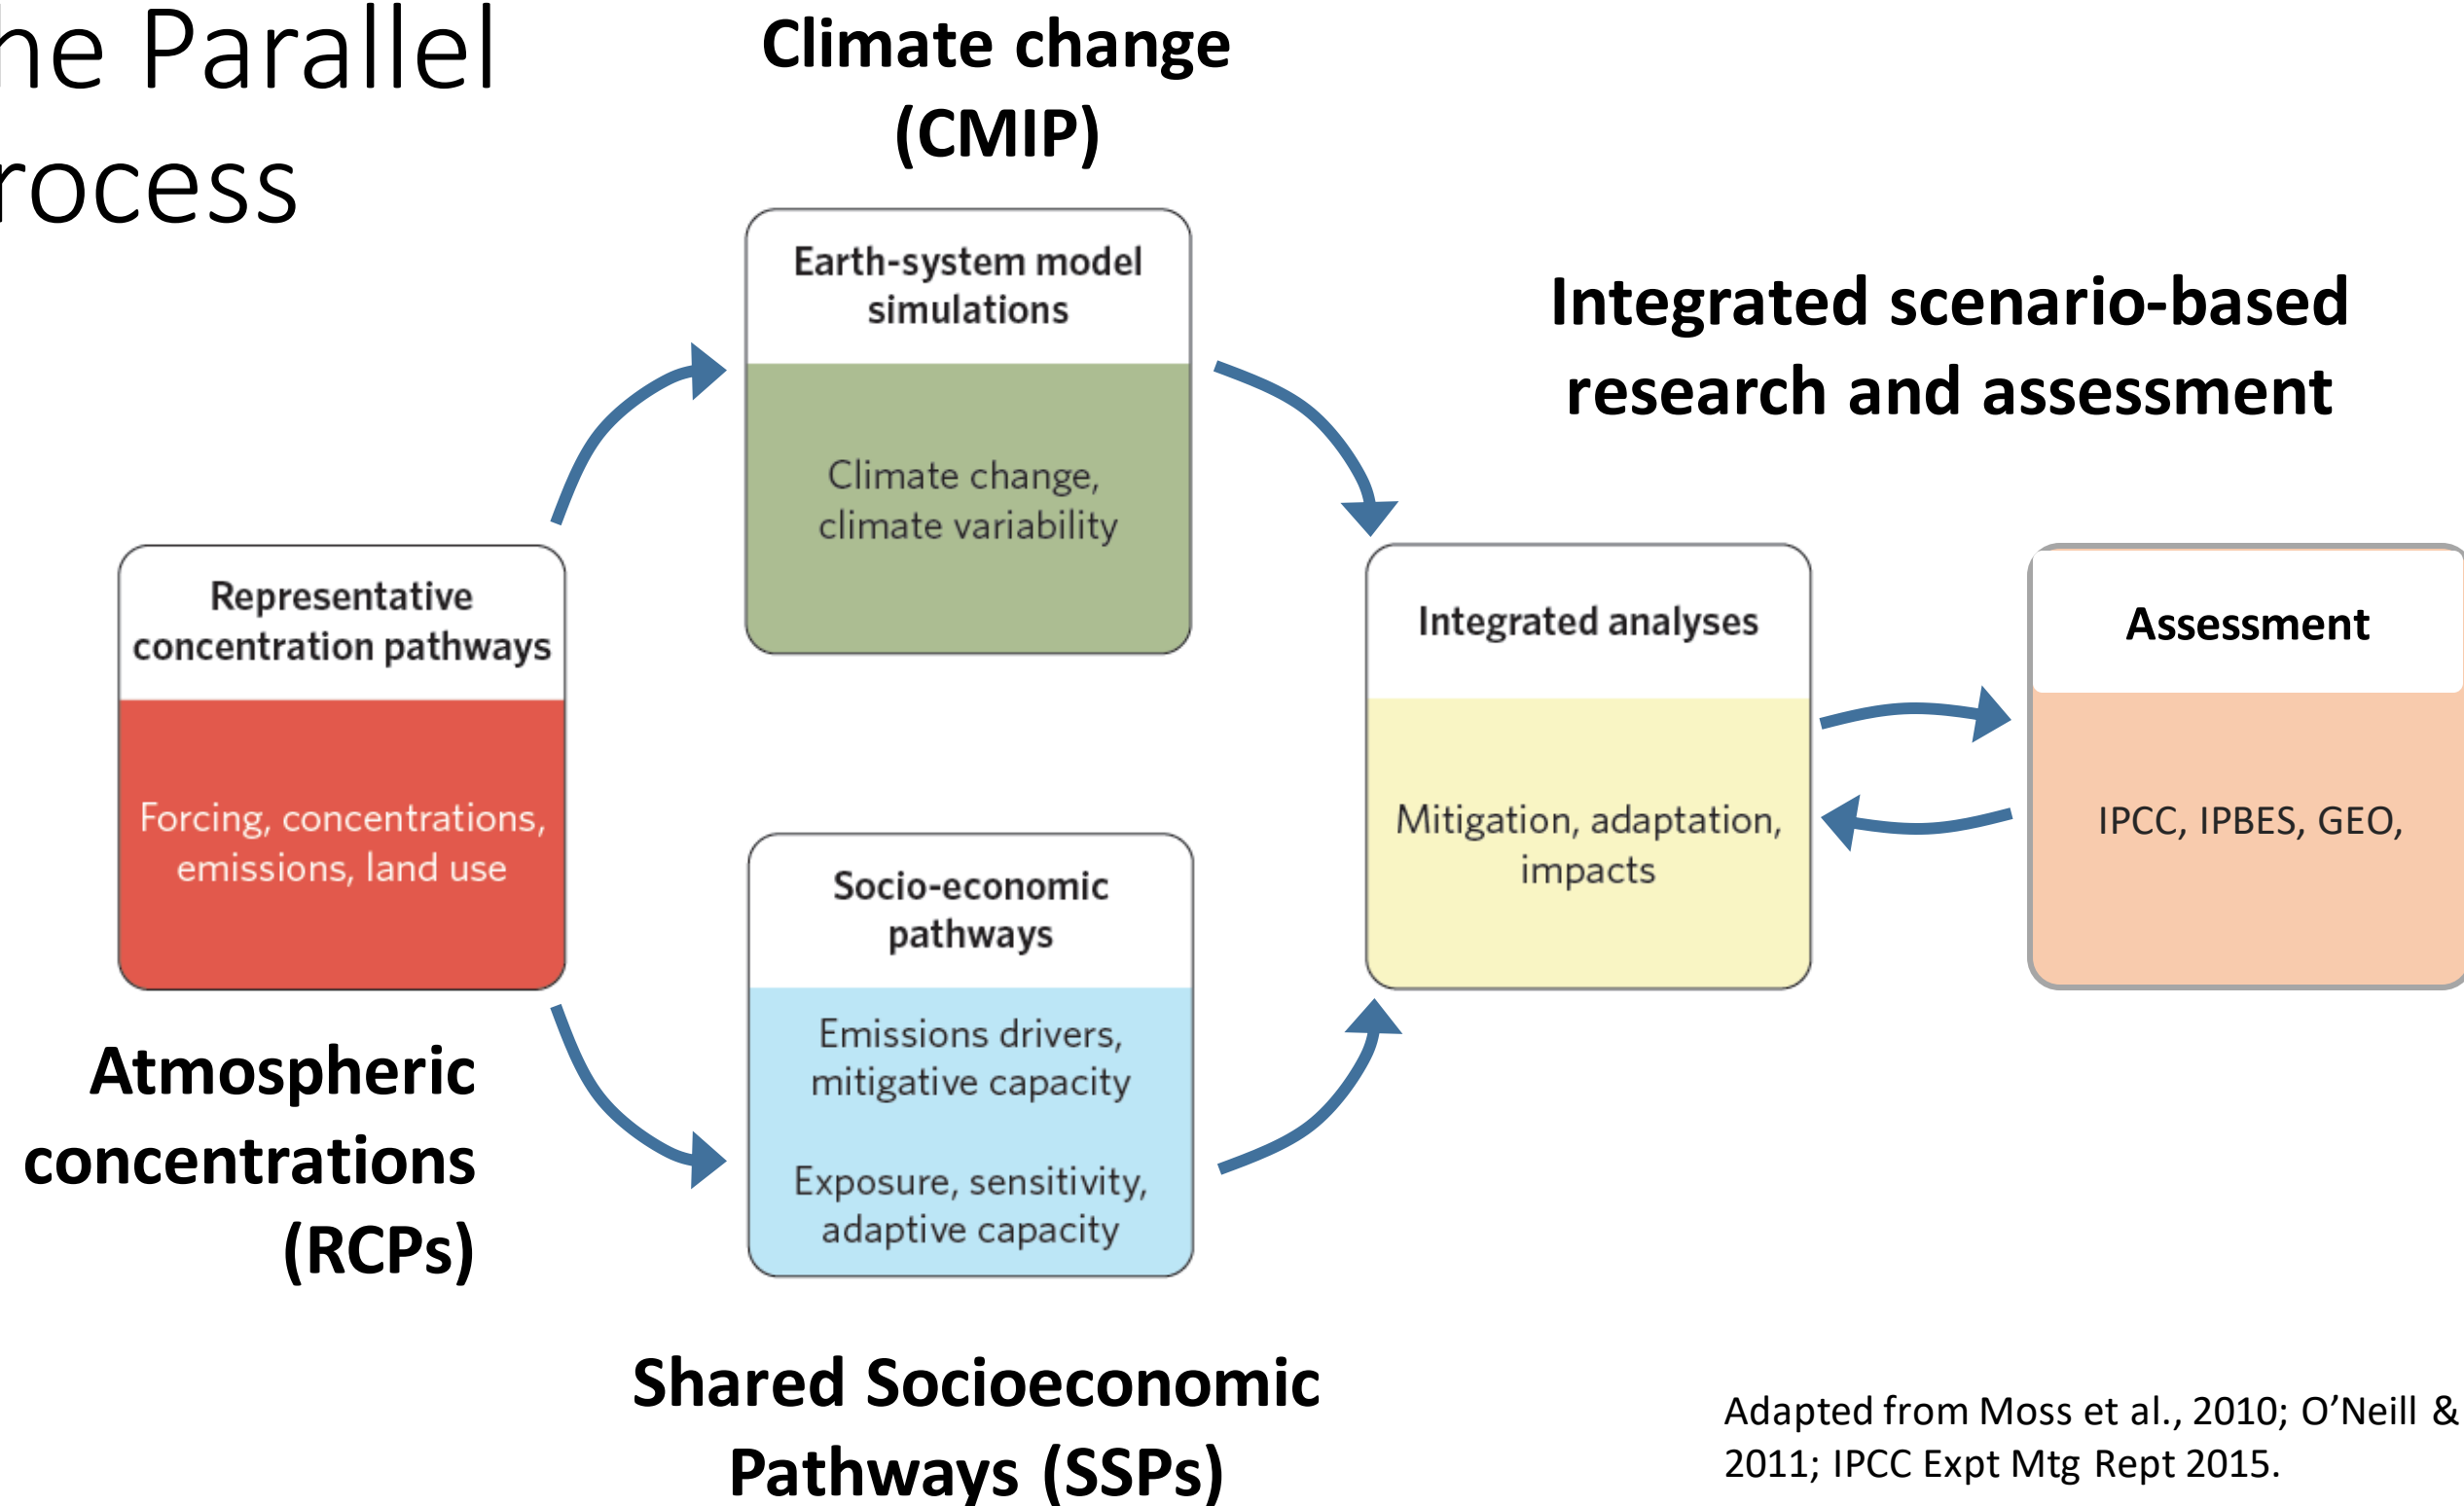 he Parallel
rocess
Climate change
(CMIP)
Earth-system model
simulations
Climate change,
climate variability
Integrated scenario-based
research and assessment
Representative
concentration pathways
Forcing, concentrations,
emissions, land use
Atmospheric
concentrations
(RCPs)
Socio-economic
pathways
Emissions drivers,
mitigative capacity
Exposure, sensitivity,
adaptive capacity
Shared Socioeconomic
Pathways (SSPs)
Integrated analyses
Mitigation, adaptation,
impacts
Assessment
IPCC, IPBES, GEO,
Adapted from Moss et al., 2010; O’Neill &
2011; IPCC Expt Mtg Rept 2015.